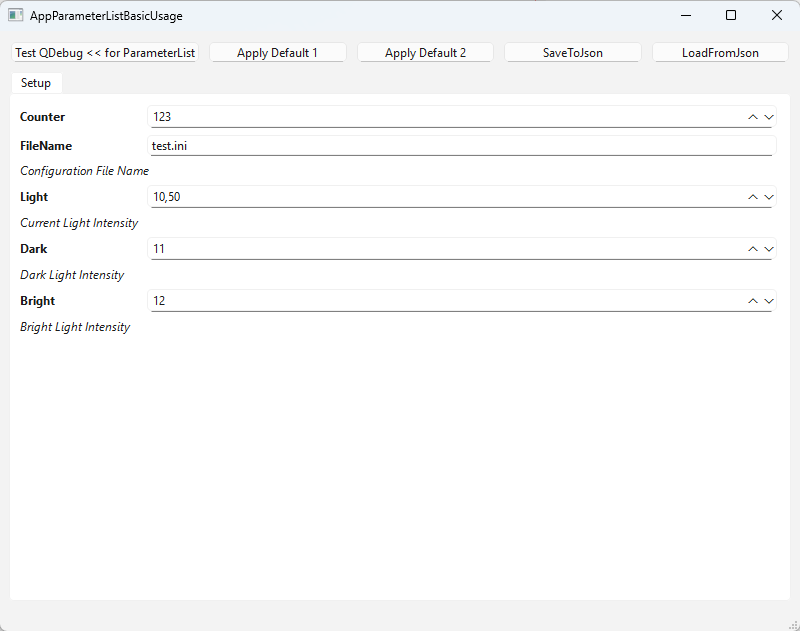 AppParameterListBasicUsage
Test QDebug << for ParameterList Apply Default 1 Apply Default 2 SaveToJson LoadFromJson
Setup
Counter 123
FileName test.ini
Configuration File Name
Light 10,50
Current Light Intensity
Dark 11
Dark Light Intensity
Bright 12
Bright Light Intensity